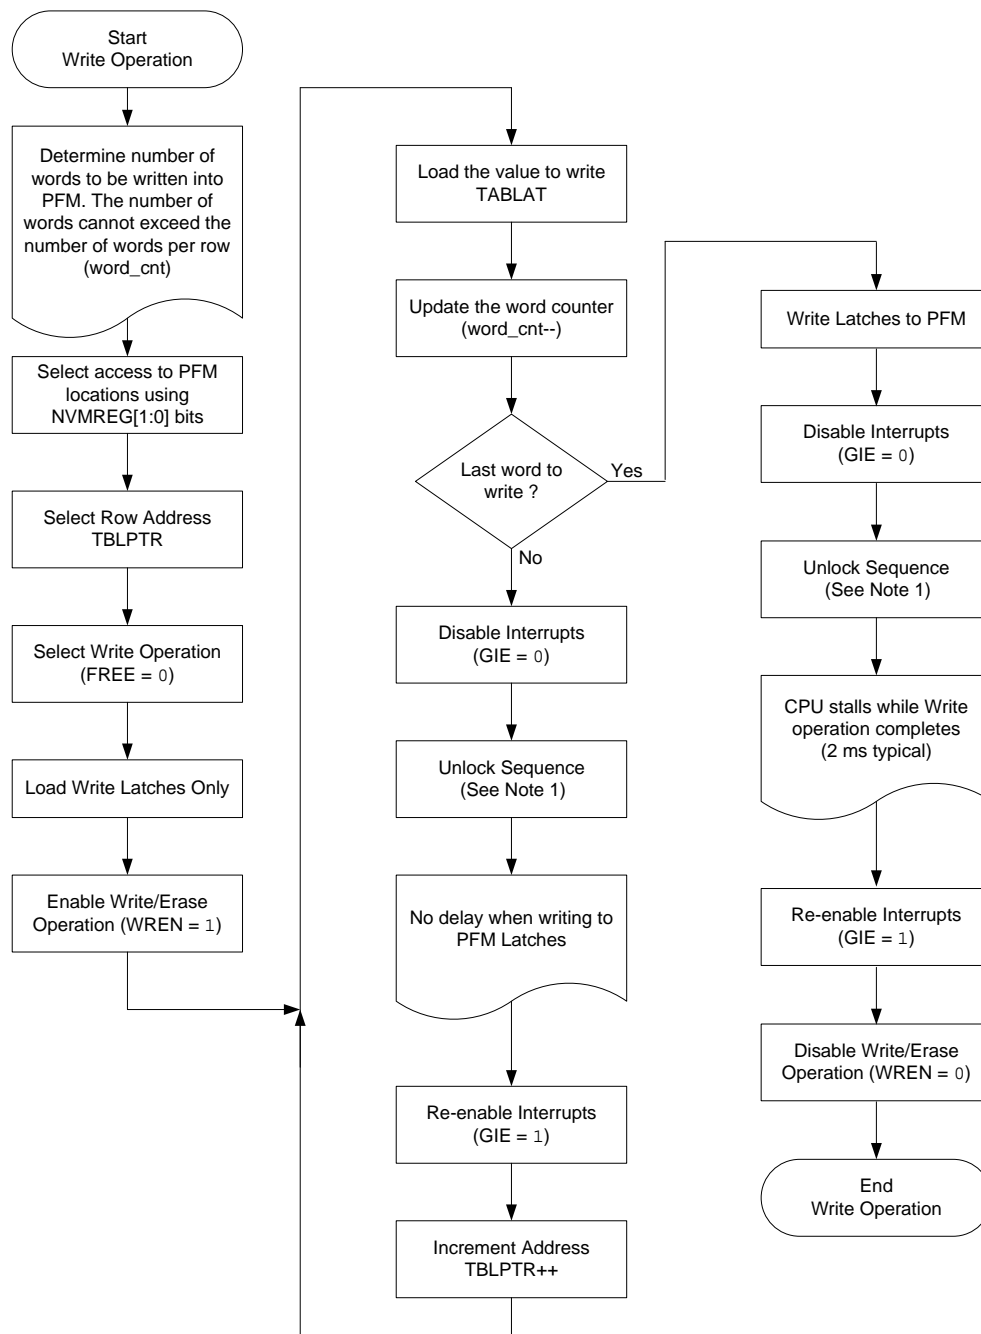 Start
Write Operation
Determine number of
words to be written into
PFM. The number of
words cannot exceed the
number of words per row
(word_cnt)
Select access to PFM
locations using
NVMREG[1:0] bits
Select Row Address
TBLPTR
Select Write Operation
(FREE = 0)
Load Write Latches Only
Enable Write/Erase
Operation (WREN = 1)
Load the value to write
TABLAT
Update the word counter
(word_cnt--)
Last word to
write ?
Yes
No
Disable Interrupts
(GIE = 0)
Unlock Sequence
(See Note 1)
No delay when writing to
PFM Latches
Re-enable Interrupts
(GIE = 1)
Increment Address
TBLPTR++
Write Latches to PFM
Disable Interrupts
(GIE = 0)
Unlock Sequence
(See Note 1)
CPU stalls while Write
operation completes
(2 ms typical)
Re-enable Interrupts
(GIE = 1)
Disable Write/Erase
Operation (WREN = 0)
End
Write Operation